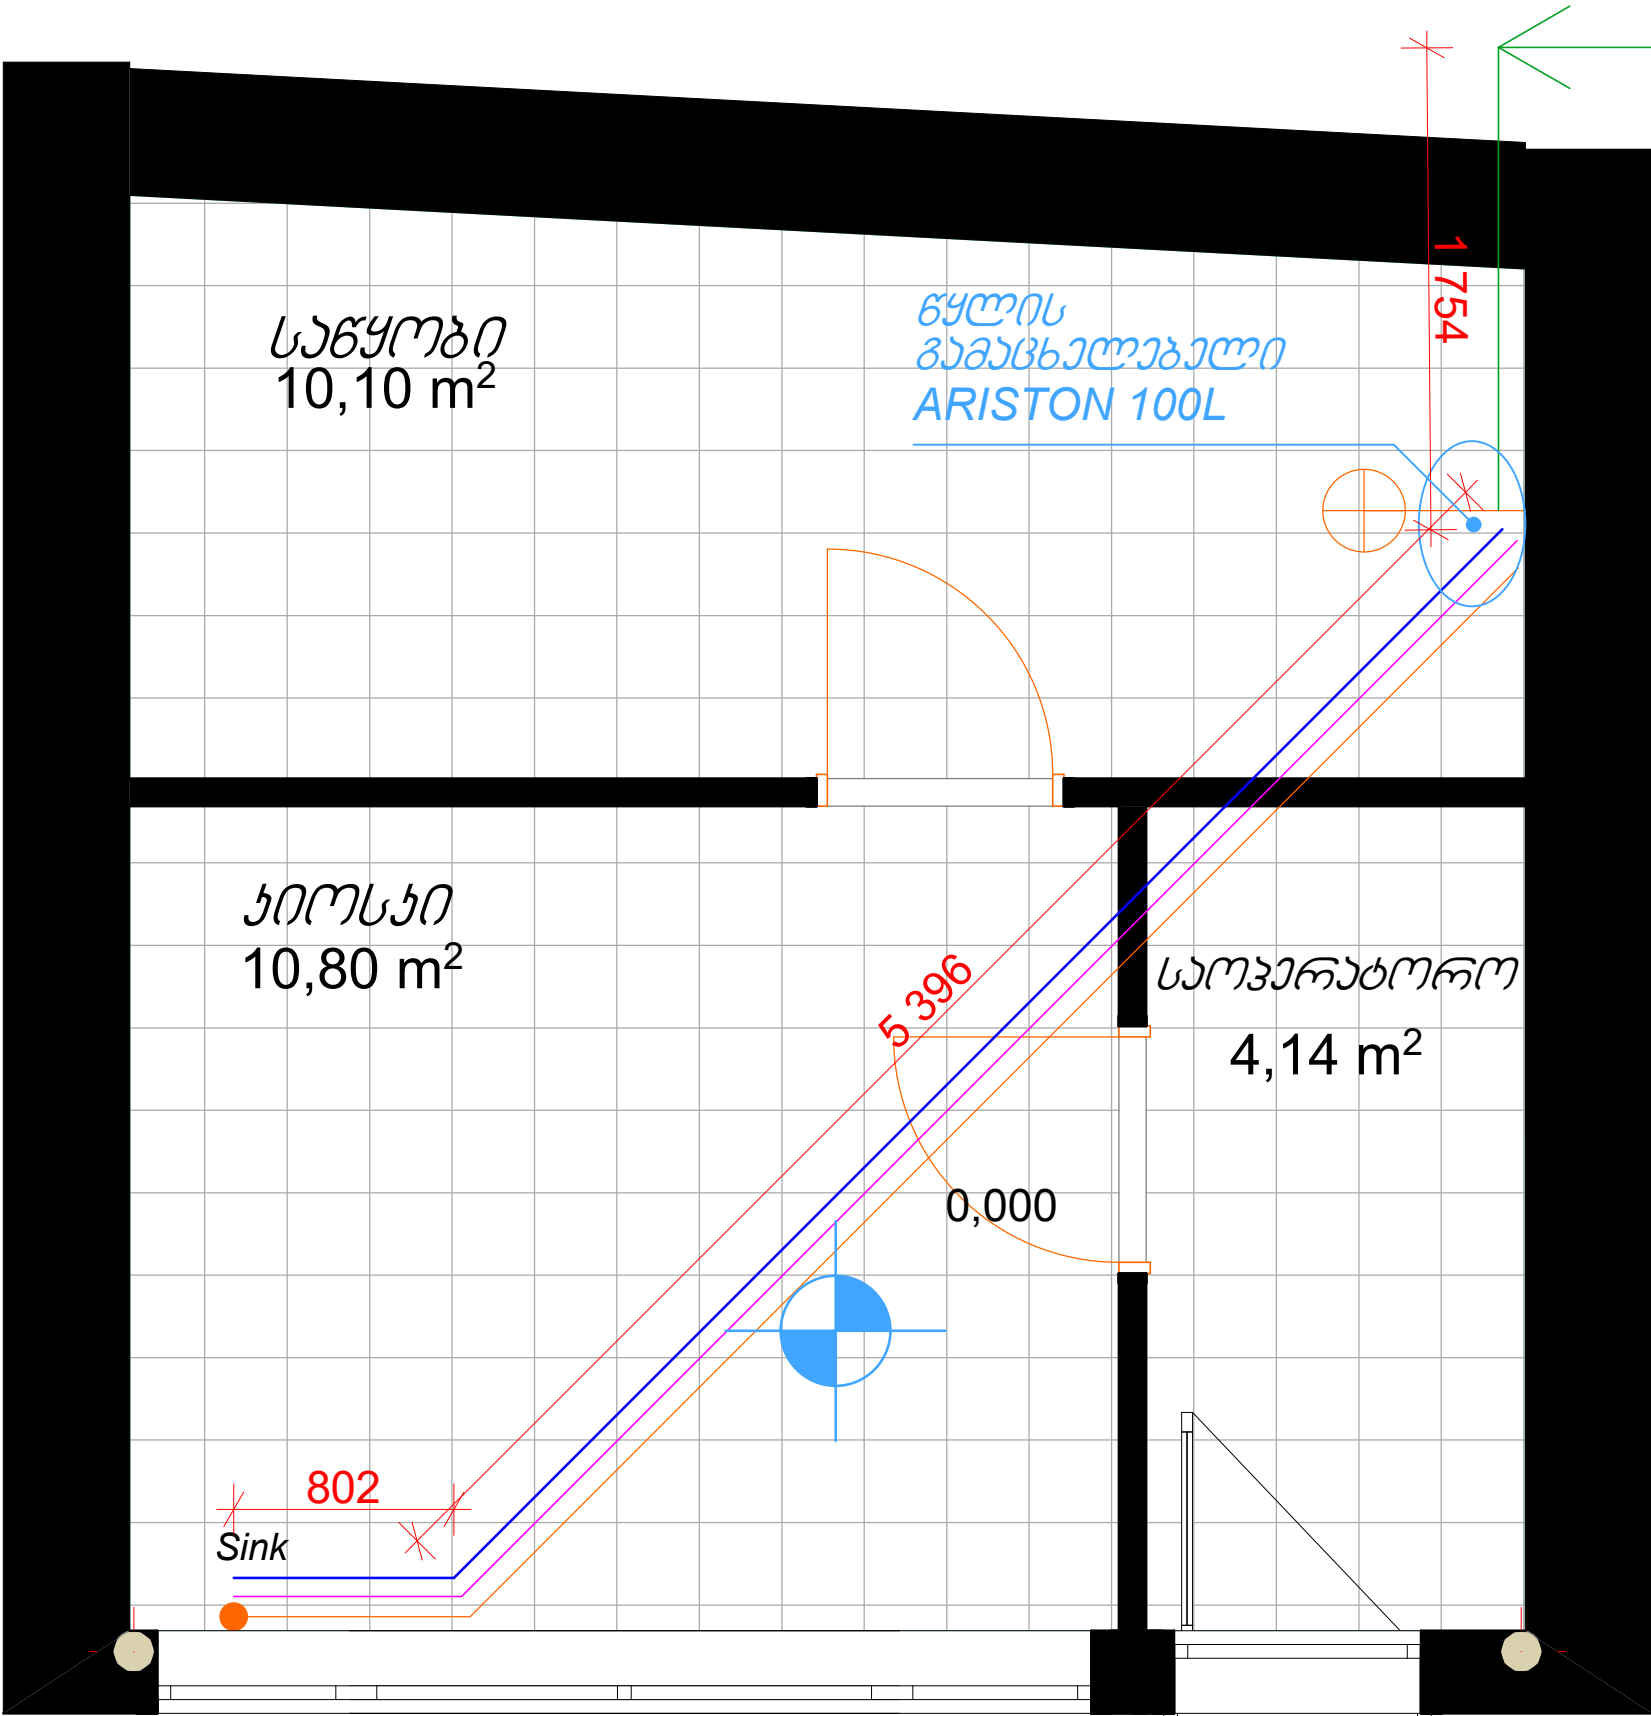 1 754
წყლის
გამაცხელებელი
ARISTON 100L
საწყობი
10,10 m²
კიოსკი
10,80 m²
საოპერატორო
4,14 m²
5 396
0,000
802
Sink